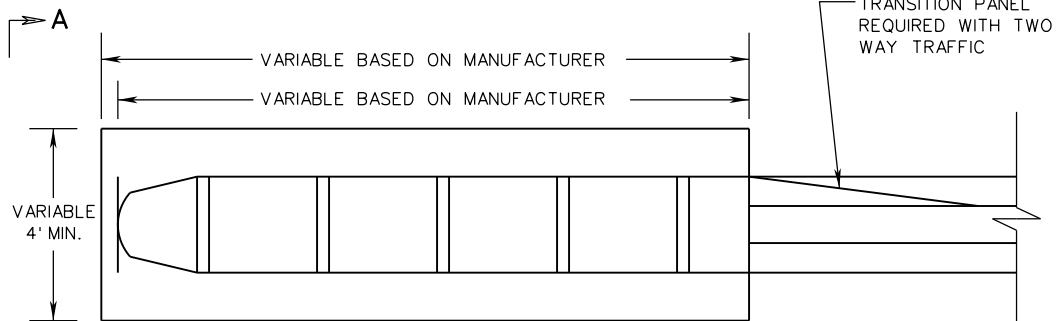 A
TRANSITION PANEL
REQUIRED WITH TWO
WAY TRAFFIC
VARIABLE BASED ON MANUFACTURER
VARIABLE BASED ON MANUFACTURER
VARIABLE
4' MIN.